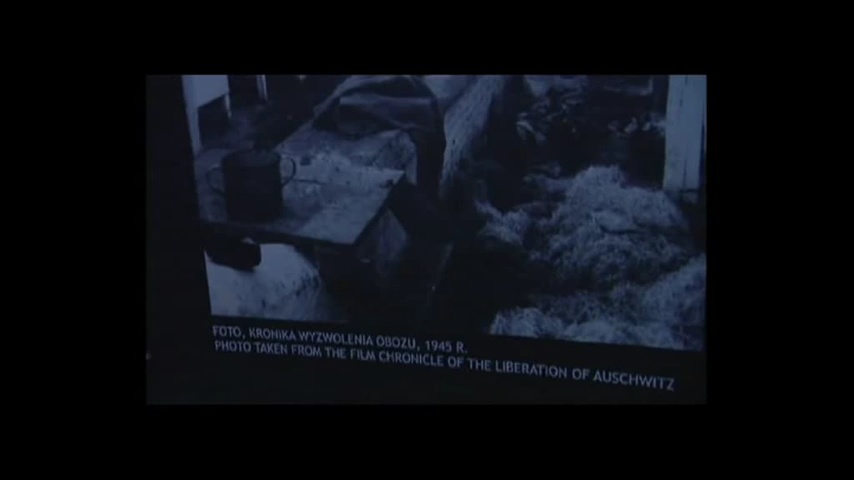 FOTO, KRONIKA WYZWOLENIA OBOZU, 1945 R.
PHOTO TAKEN FROM THE FILM CHRONICLE OF THE LIBERATION OF AUSCHWITZ